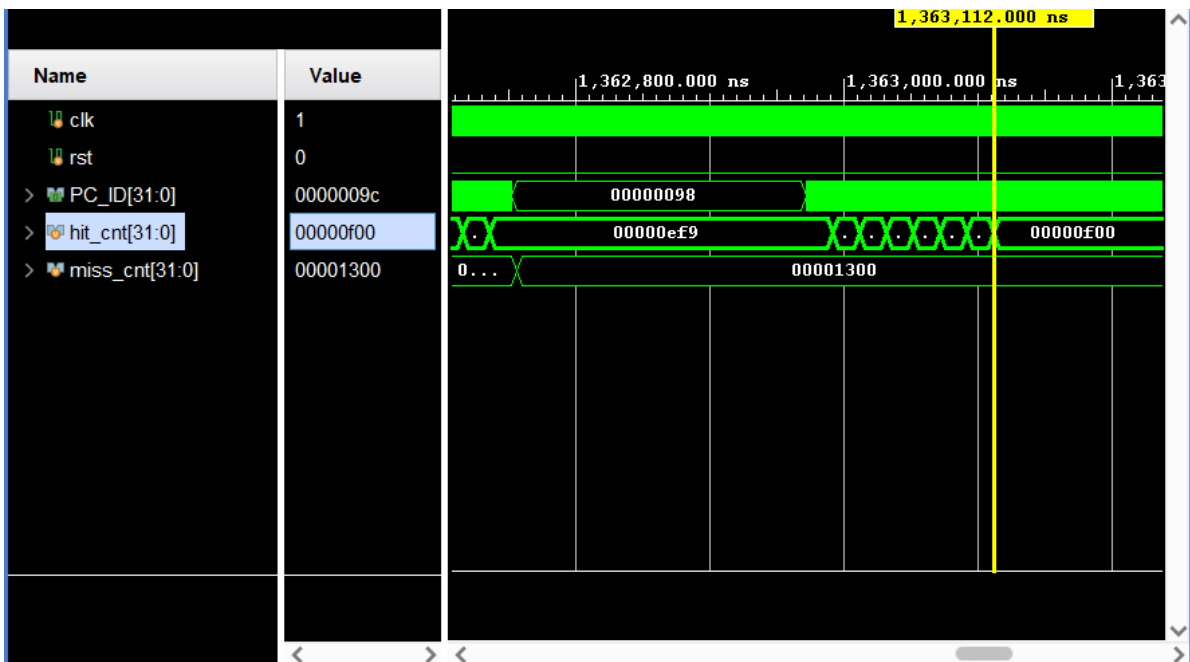 1,363,112.000 ns
Name Value
1,362,800.000 ns 1,363,000.000 ns 1,363
clk 1
rst 0
PC_ID[31:0] 0000009c 00000098
hit_cnt[31:0] 00000f00 . 00000ef9 . . . . . . 00000f00
miss_cnt[31:0] 00001300 0... 00001300